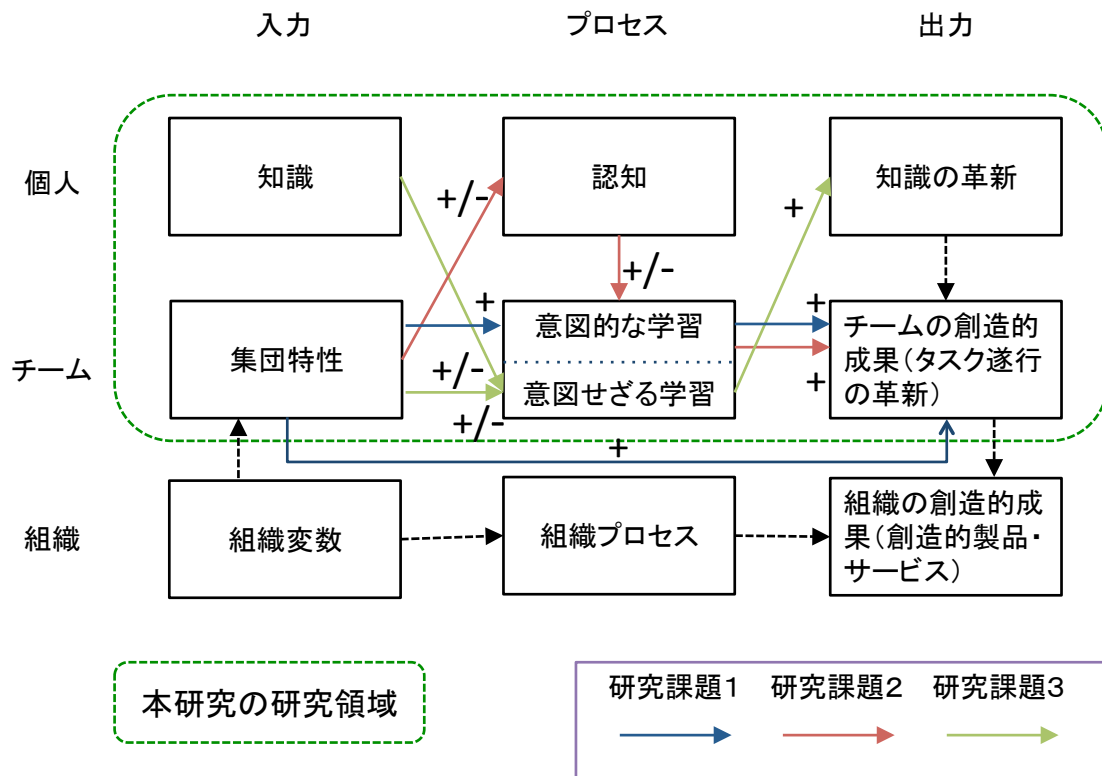 入力
プロセス
出力
個人
知識
認知
知識の革新
+/-
+
+/-
チーム
集団特性
+
意図的な学習
意図せざる学習
+
チームの創造的
成果(タスク遂行
の革新)
+/-
+
+/-
+
組織
組織変数
組織プロセス
組織の創造的成
果(創造的製品・
サービス)
本研究の研究領域
研究課題1
研究課題2
研究課題3